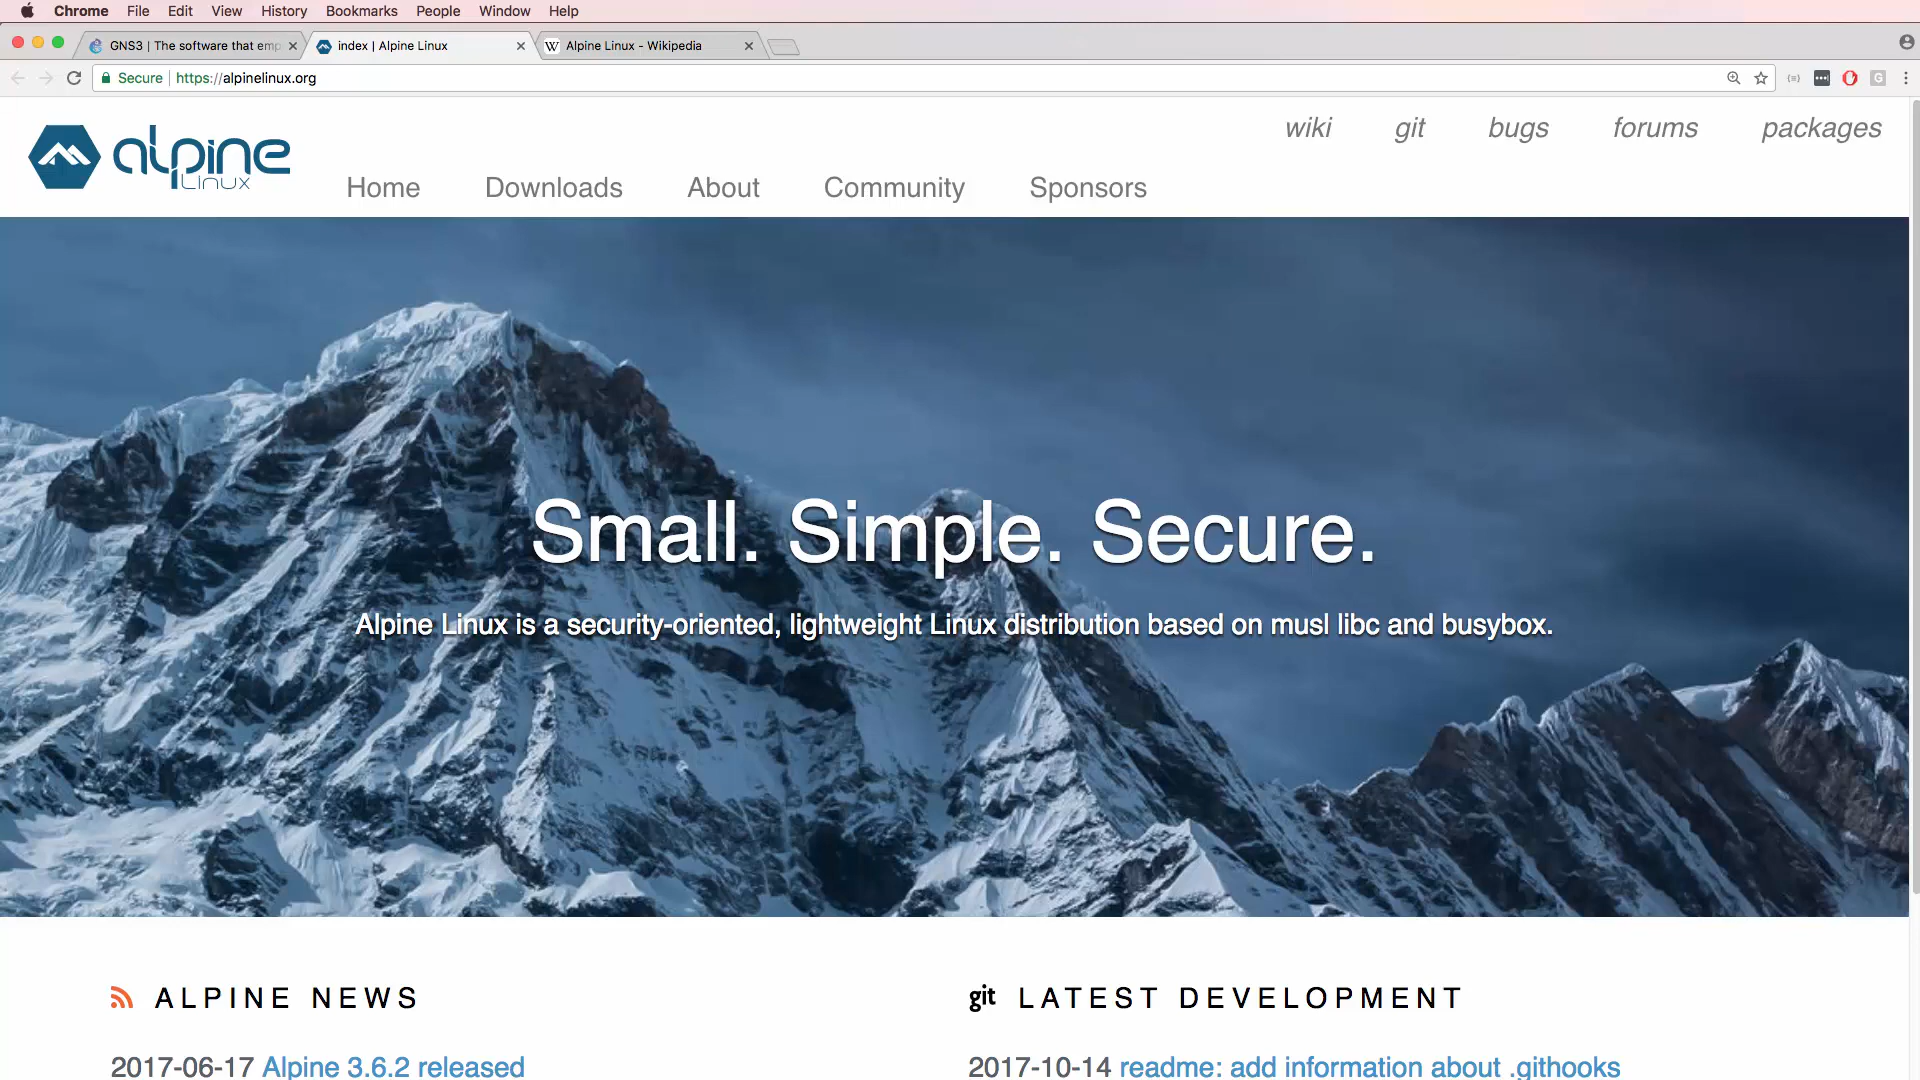 Chrome File Edit View History Bookmarks People Window Help
GNS3 | The software that emp
index | Alpine Linux
W Alpine Linux - Wikipedia
Secure https://alpinelinux.org
alpine
Linux
wiki git bugs forums packages
Home Downloads About Community Sponsors
Small. Simple. Secure.
Alpine Linux is a security-oriented, lightweight Linux distribution based on musl libc and busybox.
ALPINE NEWS
2017-06-17 Alpine 3.6.2 released
git LATEST DEVELOPMENT
2017-10-14 readme: add information about .githooks